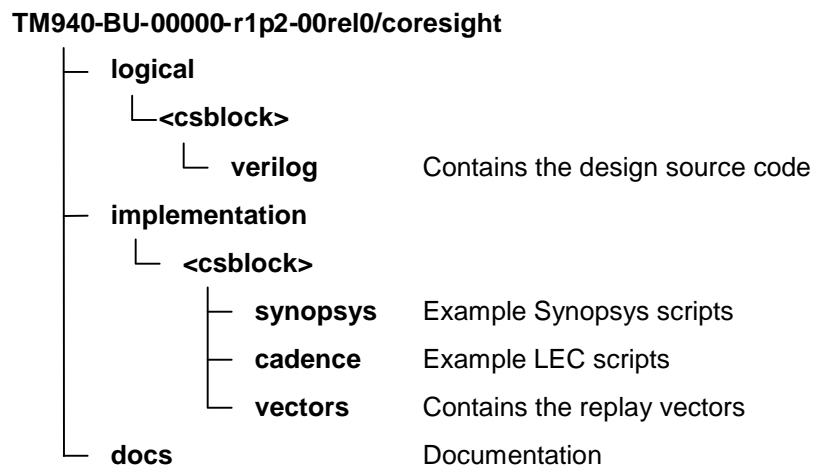 TM940-BU-00000-r1p2-00rel0/coresight
logical
<csblock>
verilog Contains the design source code
implementation
<csblock>
synopsys Example Synopsys scripts
cadence Example LEC scripts
vectors Contains the replay vectors
docs Documentation